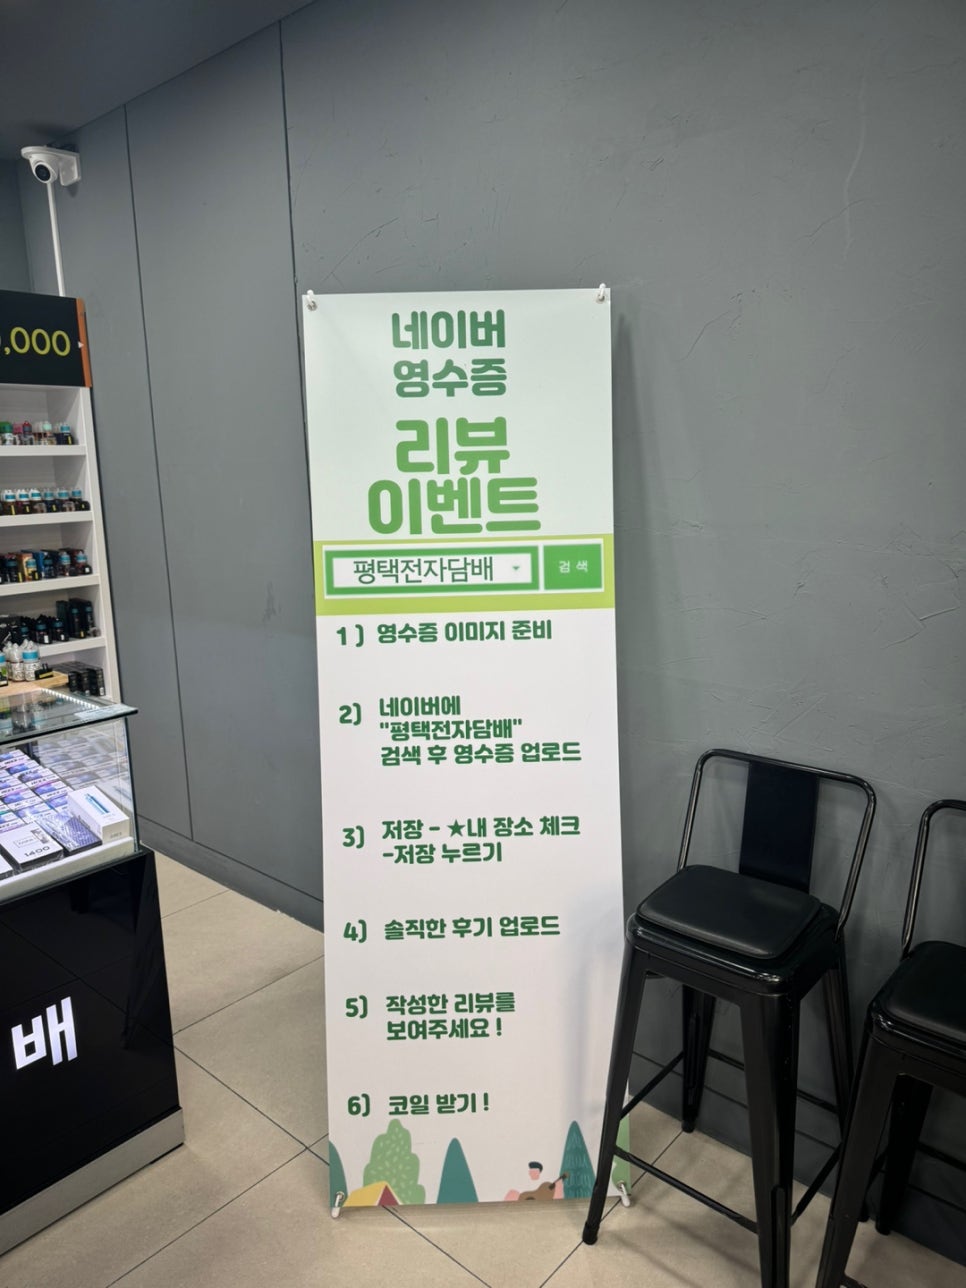 ,000
네이버
영수증
리뷰
이벤트
평택전자담배
검색
1) 영수증 이미지 준비
2) 네이버에
"평택전자담배"
검색 후 영수증 업로드
3) 저장 - ★내 장소 체크
-저장 누르기
4) 솔직한 후기 업로드
5) 작성한 리뷰를
보여주세요!
6) 코일 받기!
1400
배